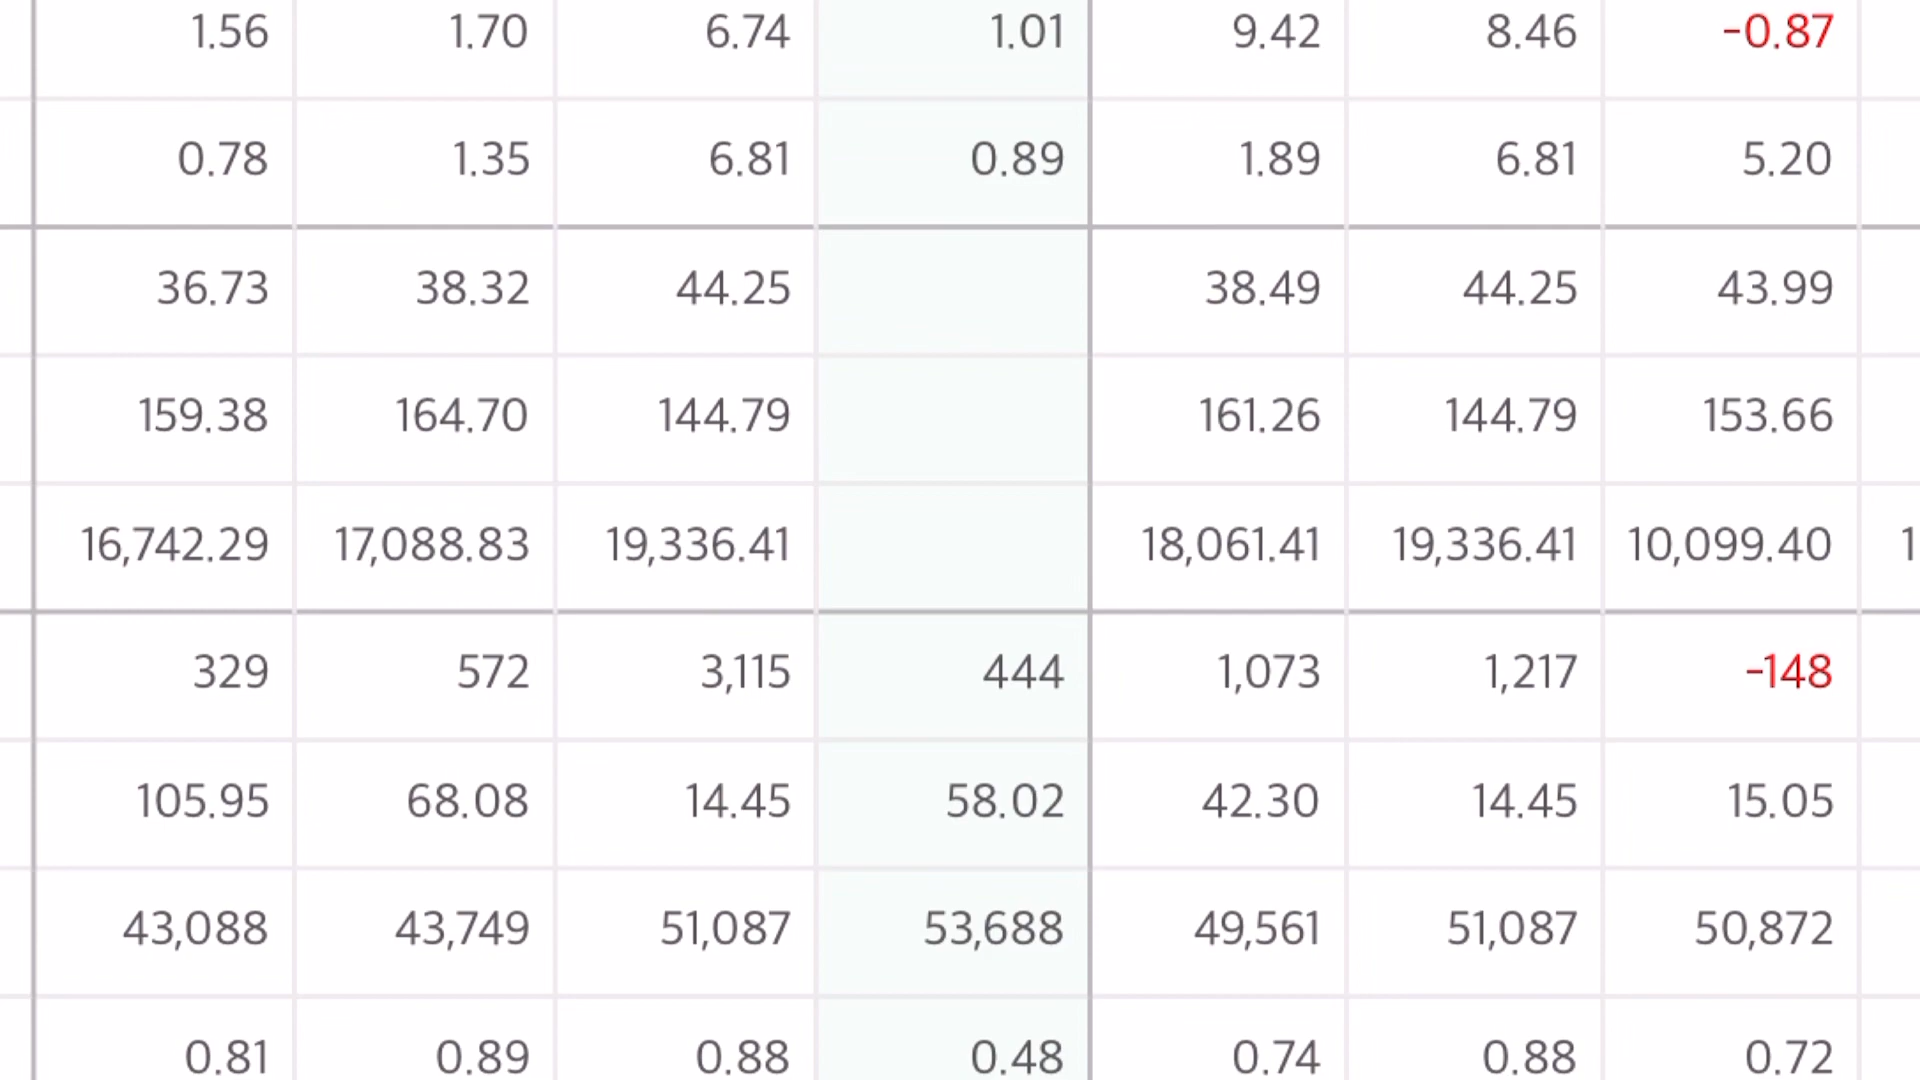 1.56 1.70 6.74 1.01 9.42 8.46 -0.87
0.78 1.35 6.81 0.89 1.89 6.81 5.20
36.73 38.32 44.25 38.49 44.25 43.99
159.38 164.70 144.79 161.26 144.79 153.66
16,742.29 17,088.83 19,336.41 18,061.41 19,336.41 10,099.40 1
329 572 3,115 444 1,073 1,217 -148
105.95 68.08 14.45 58.02 42.30 14.45 15.05
43,088 43,749 51,087 53,688 49,561 51,087 50,872
0.81 0.89 0.88 0.48 0.74 0.88 0.72